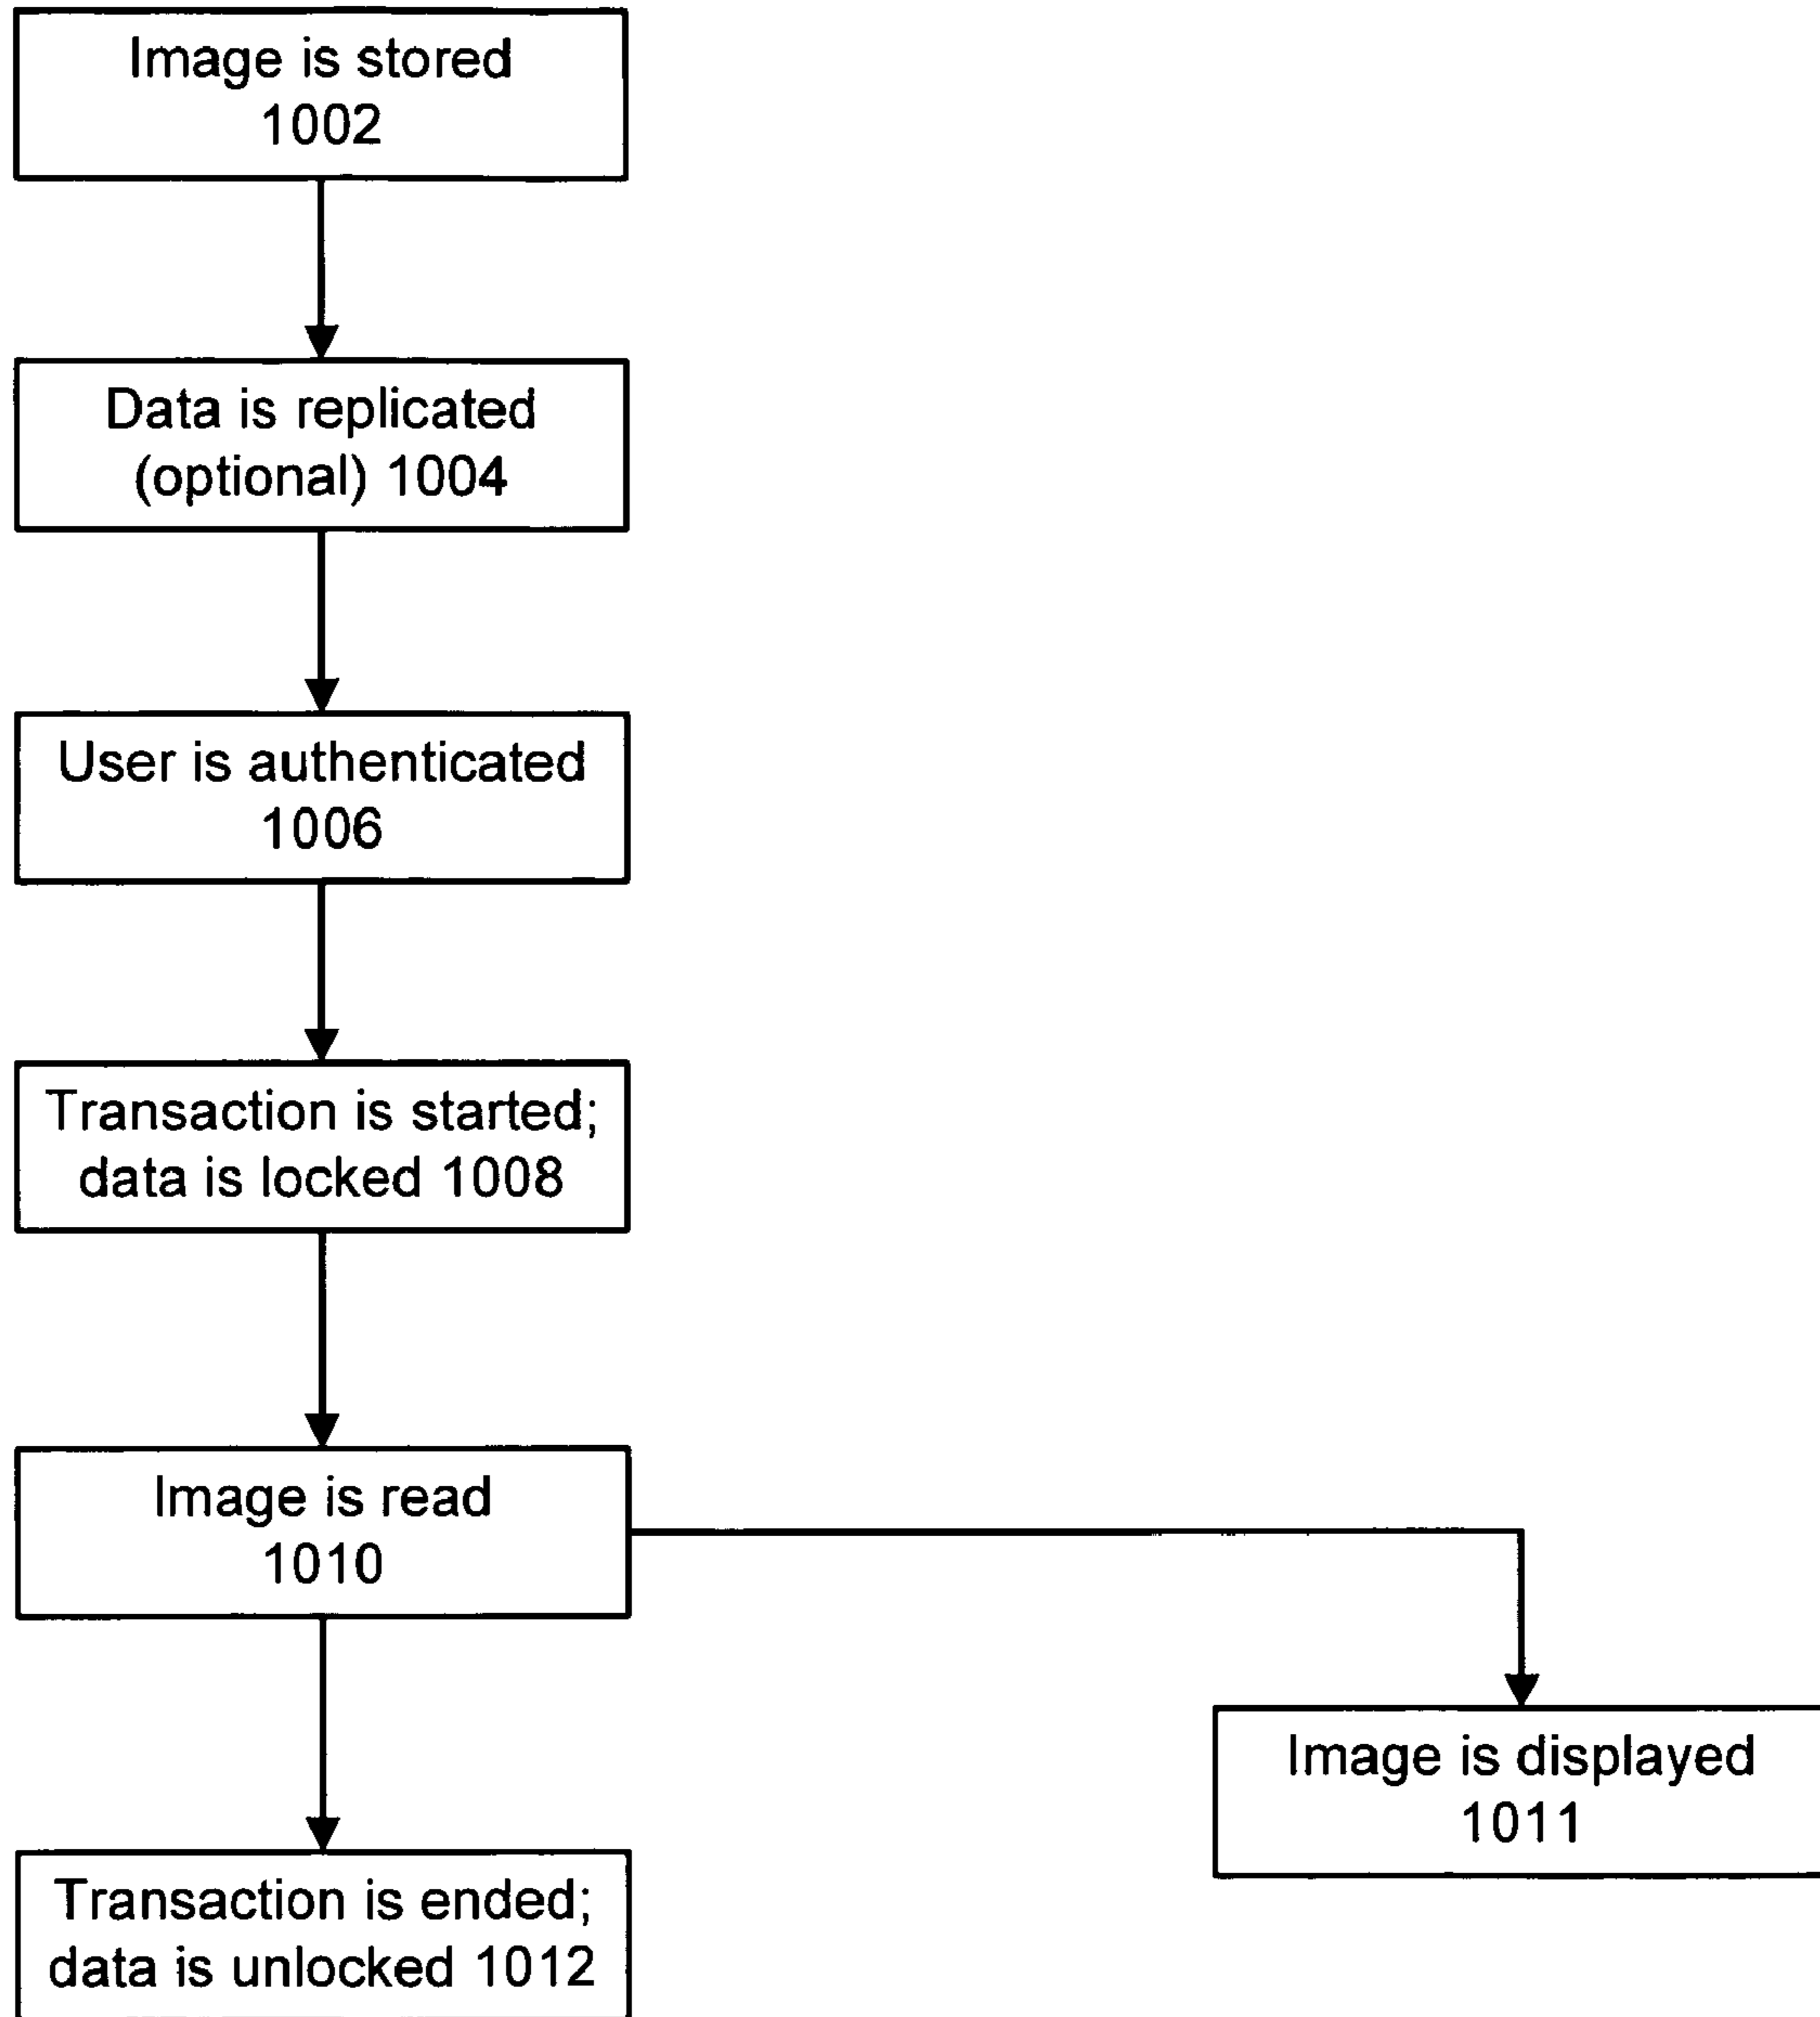 Image is stored
1002
Data is replicated
(optional) 1004
User is authenticated
1006
Transaction is started;
data is locked 1008
Image is read
1010
Image is displayed
1011
Transaction is ended;
data is unlocked 1012